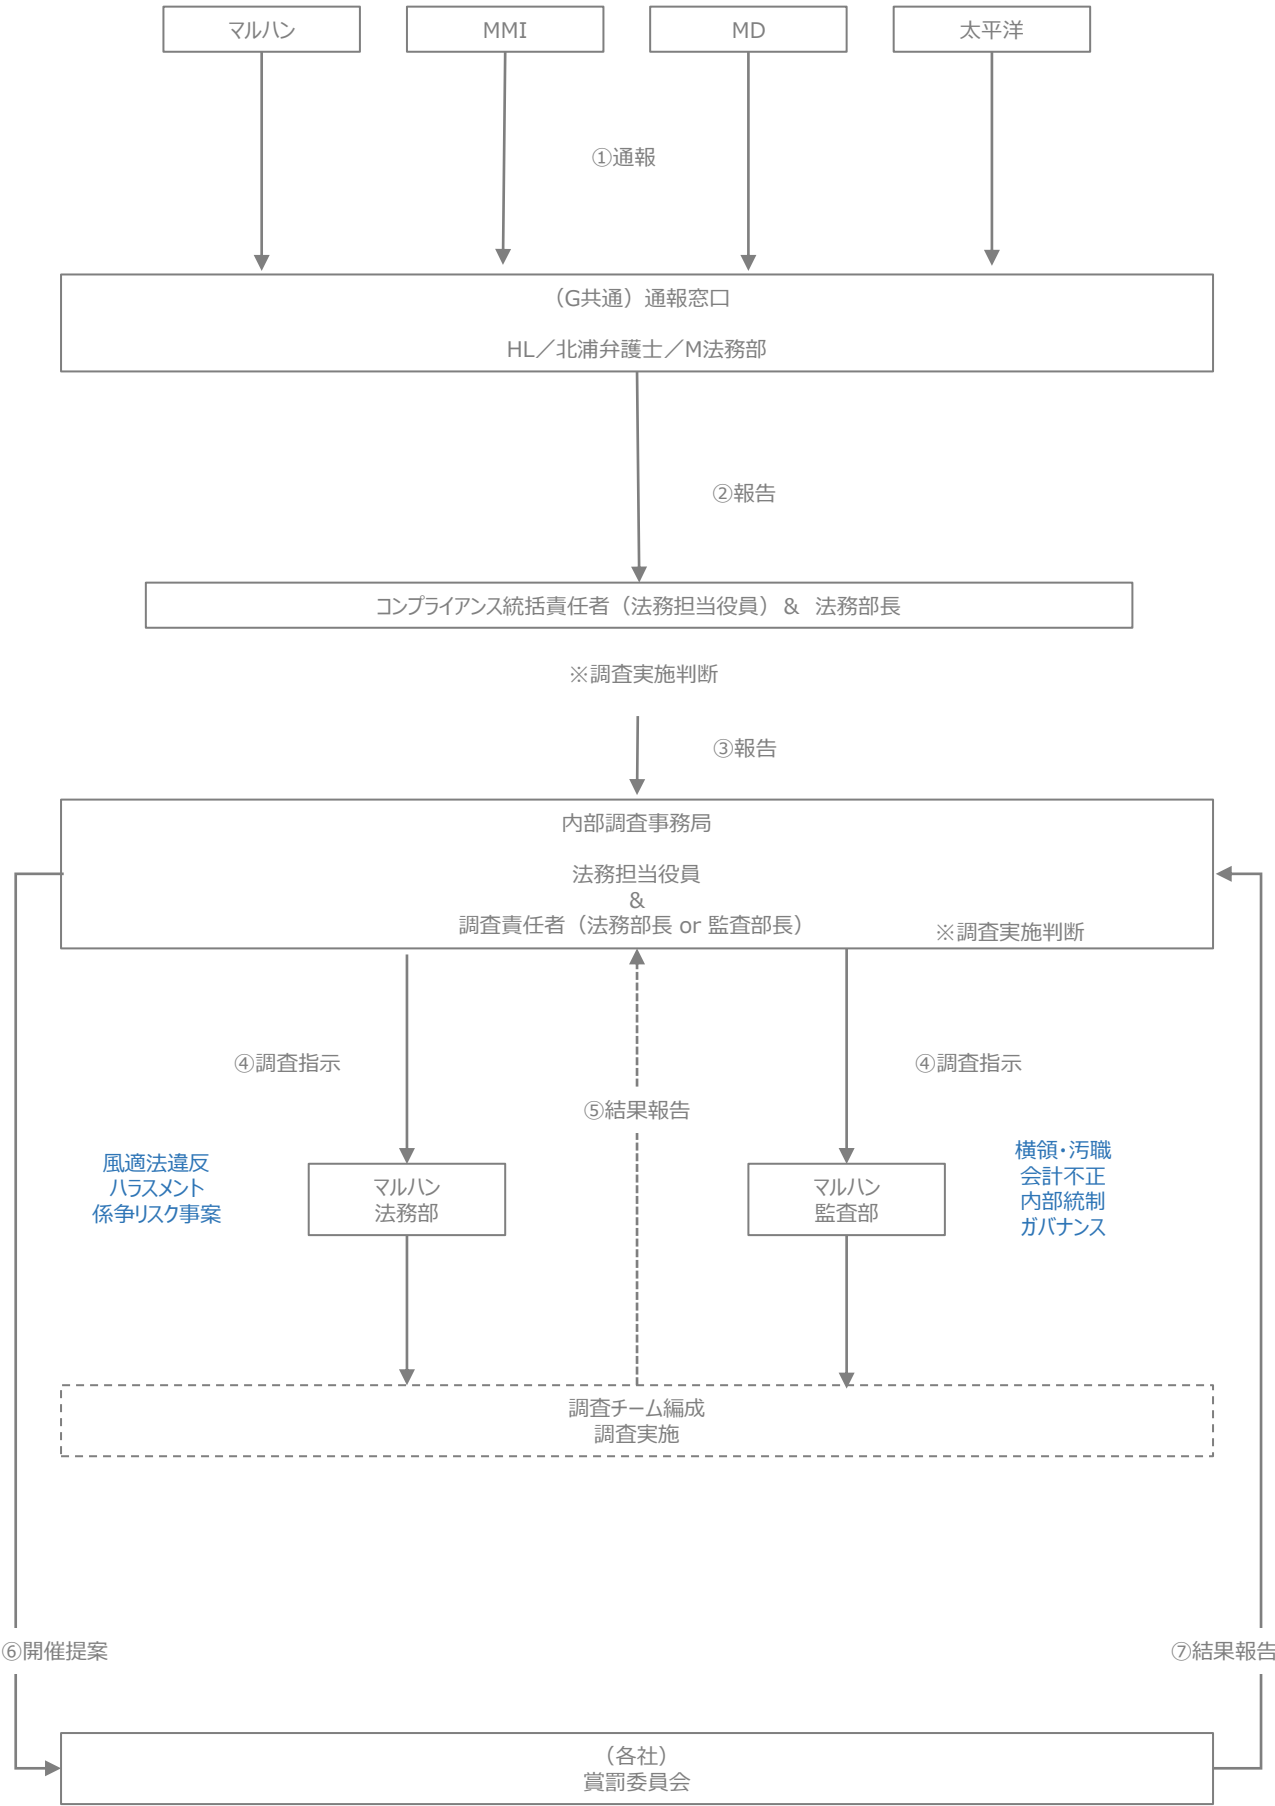 マルハン
MMI
MD
太平洋
①通報
（G共通）通報窓口
HL／北浦弁護士／M法務部
②報告
コンプライアンス統括責任者（法務担当役員）＆ 法務部長
※調査実施判断
③報告
内部調査事務局
法務担当役員
＆
調査責任者（法務部長 or 監査部長）
※調査実施判断
④調査指示
④調査指示
⑤結果報告
風適法違反
ハラスメント
係争リスク事案
マルハン
法務部
マルハン
監査部
横領・汚職
会計不正
内部統制
ガバナンス
調査チーム編成
調査実施
⑥開催提案
⑦結果報告
（各社）
賞罰委員会